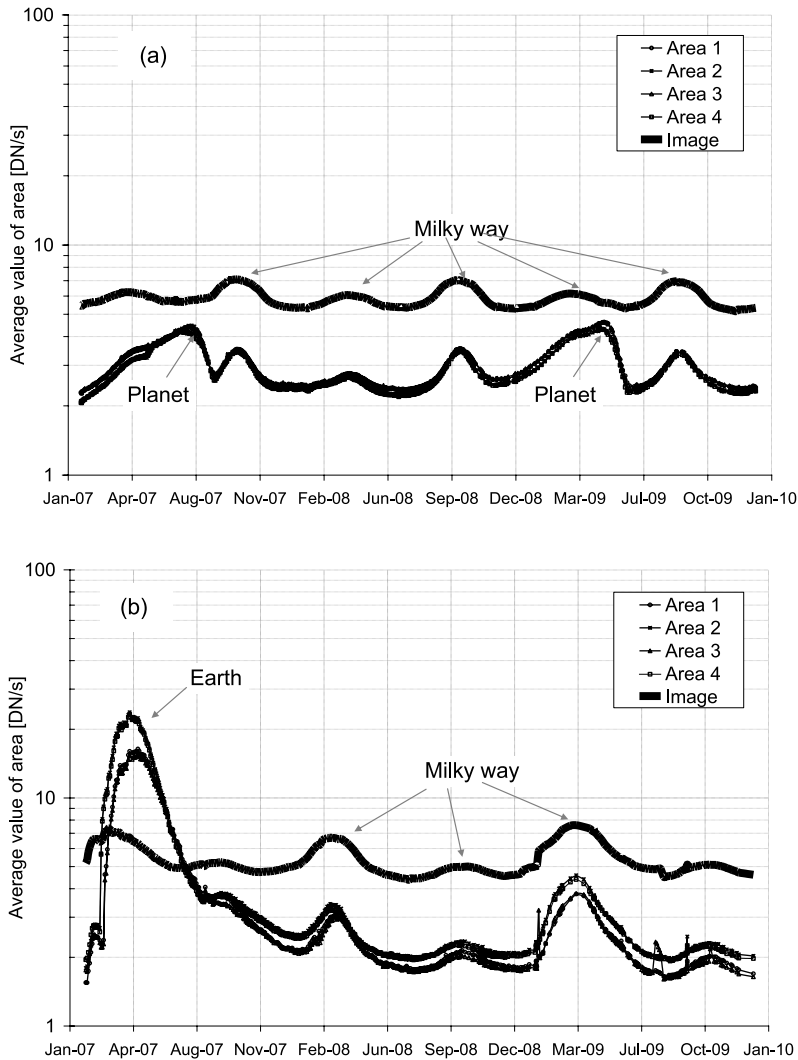 100
(a)
Area 1
Area 2
Area 3
Area 4
Image
Average value of area [DN/s]
Milky way
10
Planet
Planet
1
Jan-07 Apr-07 Aug-07 Nov-07 Feb-08 Jun-08 Sep-08 Dec-08 Mar-09 Jul-09 Oct-09 Jan-10
100
(b)
Area 1
Area 2
Area 3
Area 4
Image
Average value of area [DN/s]
Earth
Milky way
10
1
Jan-07 Apr-07 Aug-07 Nov-07 Feb-08 Jun-08 Sep-08 Dec-08 Mar-09 Jul-09 Oct-09 Jan-10